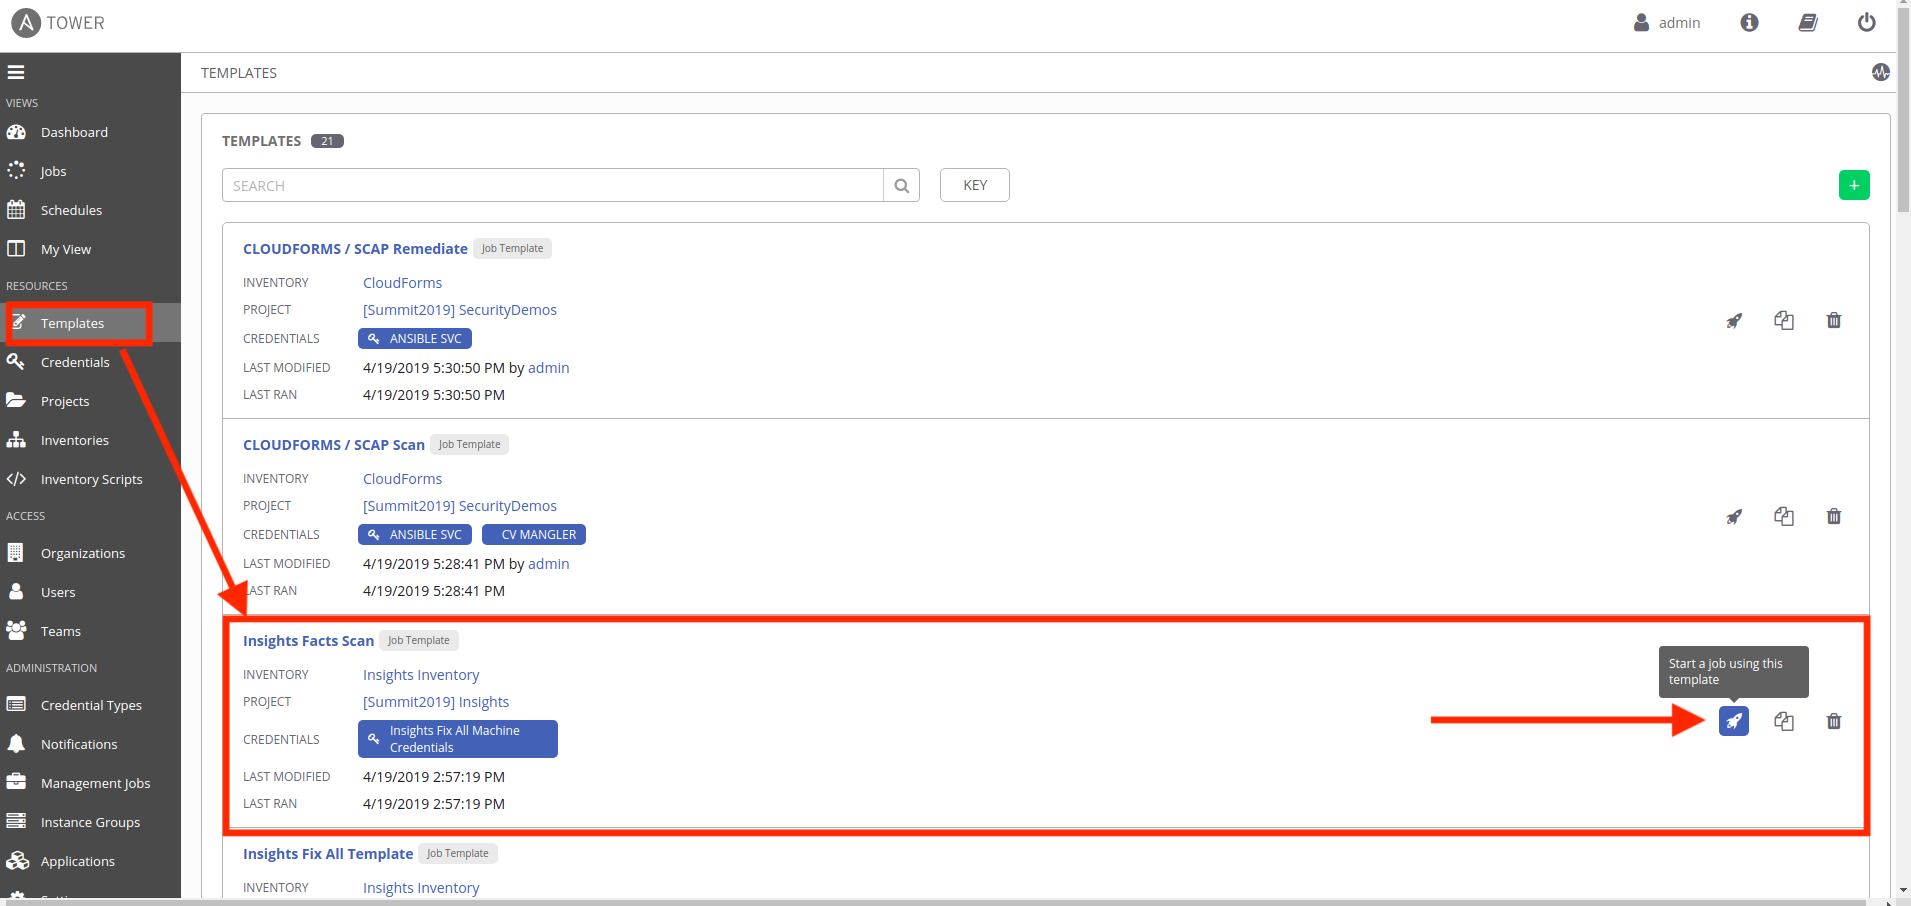 TOWER
admin
VIEWS
Dashboard
Jobs
Schedules
My View
RESOURCES
Templates
Credentials
Projects
Inventories
Inventory Scripts
ACCESS
Organizations
Users
Teams
ADMINISTRATION
Credential Types
Notifications
Management Jobs
Instance Groups
Applications
TEMPLATES
TEMPLATES 21
SEARCH
KEY
+
CLOUDFORMS / SCAP Remediate Job Template
INVENTORY CloudForms
PROJECT [Summit2019] SecurityDemos
CREDENTIALS ANSIBLE SVC
LAST MODIFIED 4/19/2019 5:30:50 PM by admin
LAST RAN 4/19/2019 5:30:50 PM
CLOUDFORMS / SCAP Scan Job Template
INVENTORY CloudForms
PROJECT [Summit2019] SecurityDemos
CREDENTIALS ANSIBLE SVC CV MANGLER
LAST MODIFIED 4/19/2019 5:28:41 PM by admin
AST RAN 4/19/2019 5:28:41 PM
Insights Facts Scan Job Template
INVENTORY Insights Inventory
PROJECT [Summit2019] Insights
CREDENTIALS Insights Fix All Machine
Credentials
LAST MODIFIED 4/19/2019 2:57:19 PM
LAST RAN 4/19/2019 2:57:19 PM
Start a job using this
template
Insights Fix All Template Job Template
INVENTORY Insights Inventory